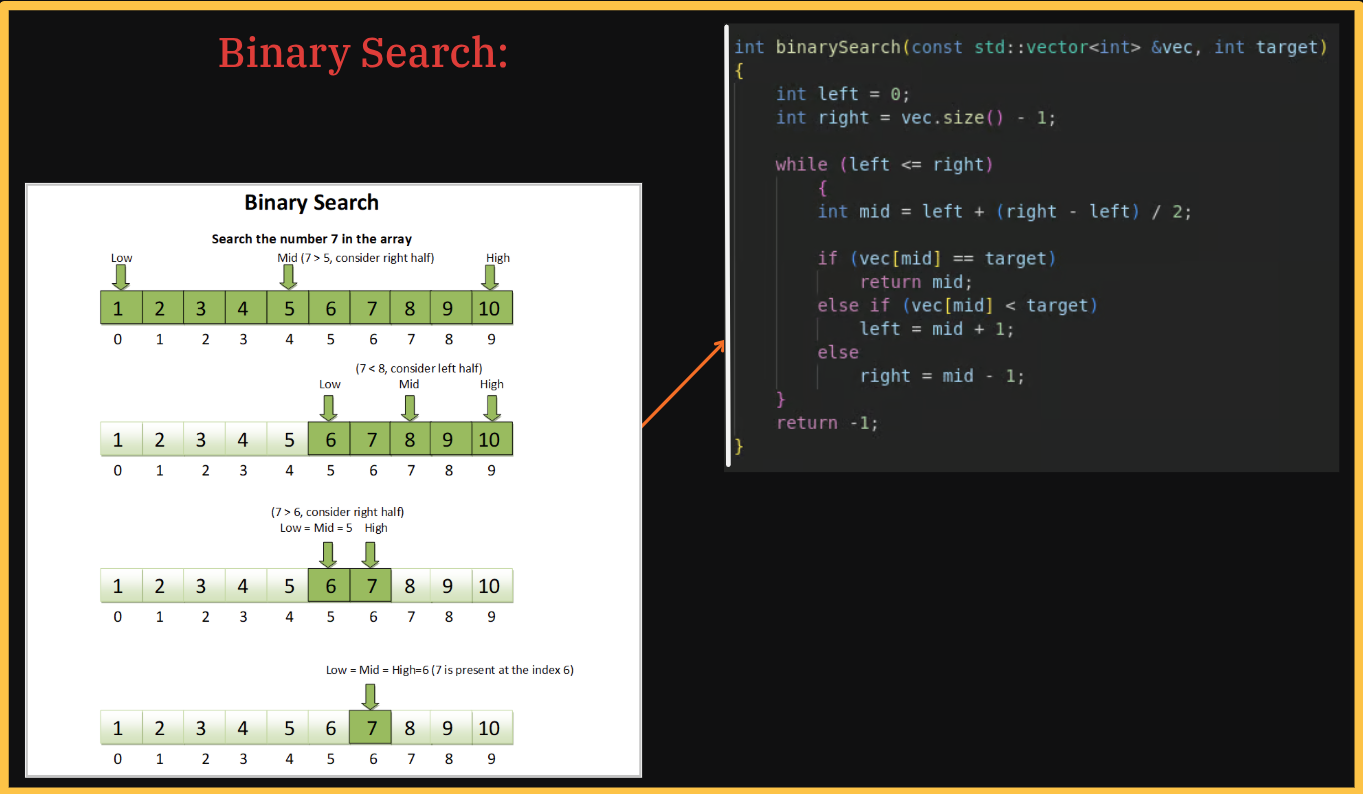 Binary Search:
Binary Search
Search the number 7 in the array
Low Mid (7 > 5, consider right half) High
1 2 3 4 5 6 7 8 9 10
0 1 2 3 4 5 6 7 8 9
(7 < 8, consider left half)
Low Mid High
1 2 3 4 5 6 7 8 9 10
0 1 2 3 4 5 6 7 8 9
(7 > 6, consider right half)
Low = Mid = 5 High
1 2 3 4 5 6 7 8 9 10
0 1 2 3 4 5 6 7 8 9
Low = Mid = High=6 (7 is present at the index 6)
1 2 3 4 5 6 7 8 9 10
0 1 2 3 4 5 6 7 8 9
int binarySearch(const std::vector<int> &vec, int target)
{
int left = 0;
int right = vec.size() - 1;
while (left <= right)
{
int mid = left + (right - left) / 2;
if (vec[mid] == target)
return mid;
else if (vec[mid] < target)
left = mid + 1;
else
right = mid - 1;
}
return -1;
}